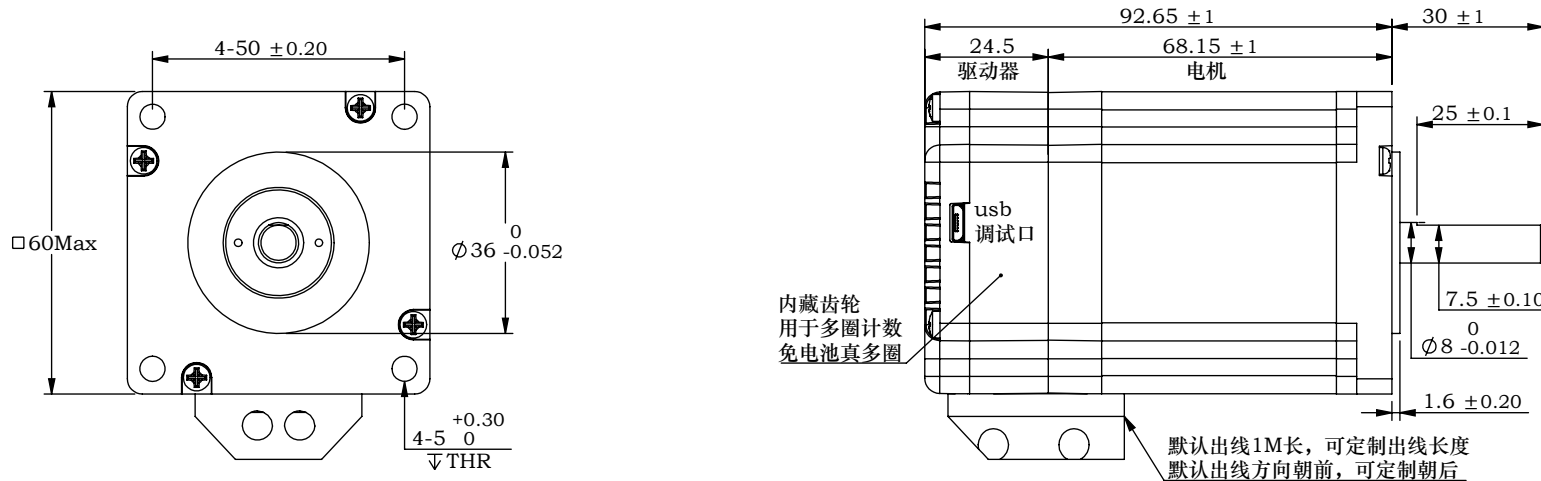 4-50 ±0.20
□60Max
0
⌀36 -0.052
+0.30
4-5 0
↧THR
92.65 ±1
30 ±1
24.5
68.15 ±1
驱动器
电机
25 ±0.1
usb
调试口
内藏齿轮
用于多圈计数
免电池真多圈
7.5 ±0.10
0
⌀8 -0.012
1.6 ±0.20
默认出线1M长，可定制出线长度
默认出线方向朝前，可定制朝后